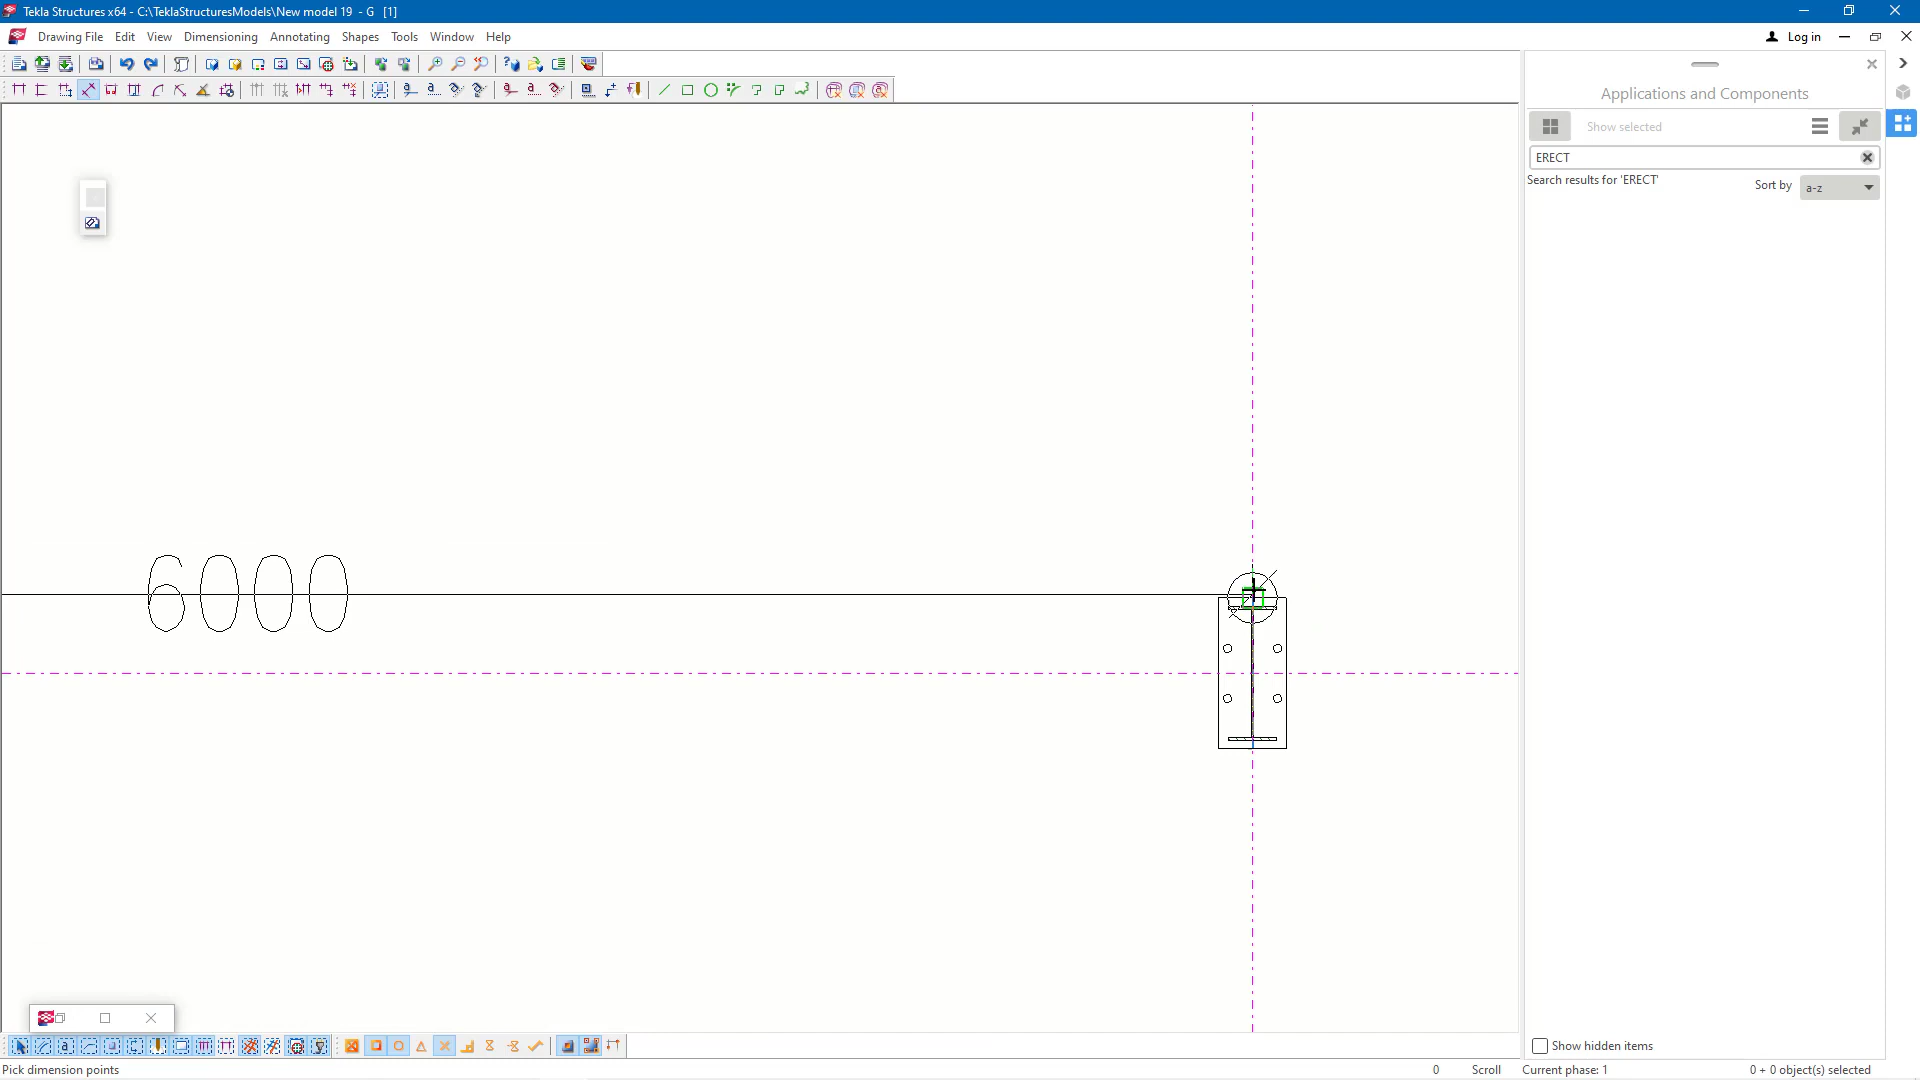 Tekla Structures x64 - C:\TeklaStructuresModels\New model 19 - G [1]
Drawing File Edit View Dimensioning Annotating Shapes Tools Window Help
Log in
Applications and Components
Show selected
ERECT
Search results for 'ERECT'
Sort by
a-z
6000
Show hidden items
Pick dimension points
0
Scroll
Current phase: 1
0 + 0 object(s) selected